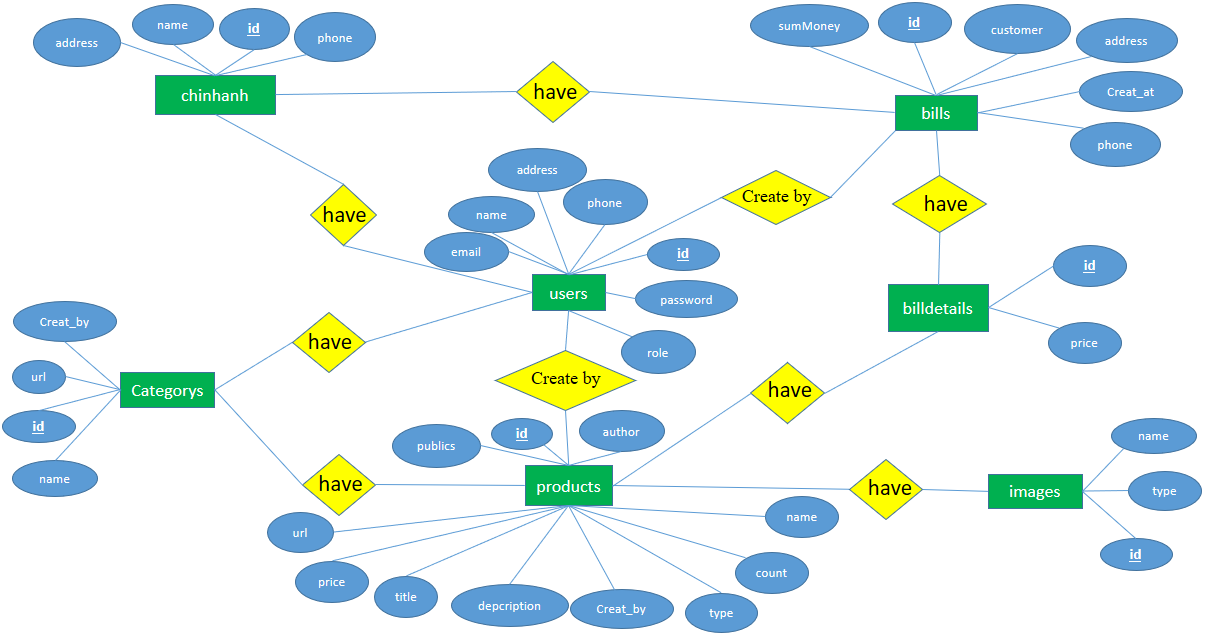 address
name
id
phone
sumMoney
id
customer
address
Creat_at
phone
chinhanh
have
bills
address
name
phone
email
id
password
role
have
Create by
have
users
billdetails
id
price
Creat_by
url
id
name
Categorys
have
Create by
have
publics
id
author
have
products
have
images
name
type
id
url
price
title
depcription
Creat_by
type
count
name